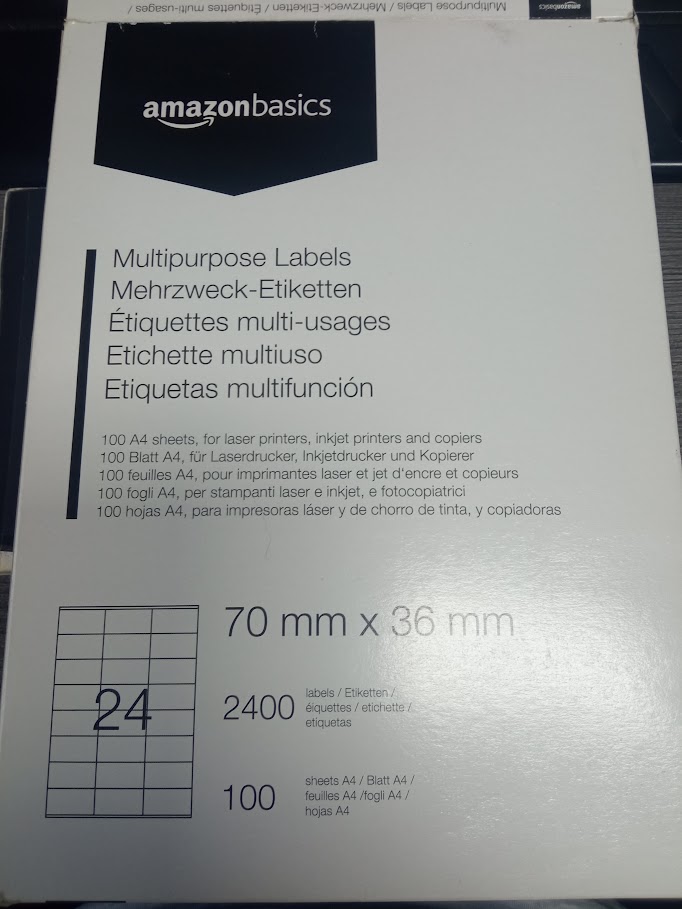 Multipurpose Labels / Mehrzweck-Etiketten / Étiquettes multi-usages /
amazonbasics
amazonbasics
Multipurpose Labels
Mehrzweck-Etiketten
Étiquettes multi-usages
Etichette multiuso
Etiquetas multifunción
100 A4 sheets, for laser printers, inkjet printers and copiers
100 Blatt A4, für Laserdrucker, Inkjetdrucker und Kopierer
100 feuilles A4, pour imprimantes laser et jet d'encre et copieurs
100 fogli A4, per stampanti laser e inkjet, e fotocopiatrici
100 hojas A4, para impresoras láser y de chorro de tinta, y copiadoras
70 mm x 36 mm
24
2400
labels / Etiketten /
éiquettes / etichette /
etiquetas
100
sheets A4 / Blatt A4 /
feuilles A4 /fogli A4 /
hojas A4